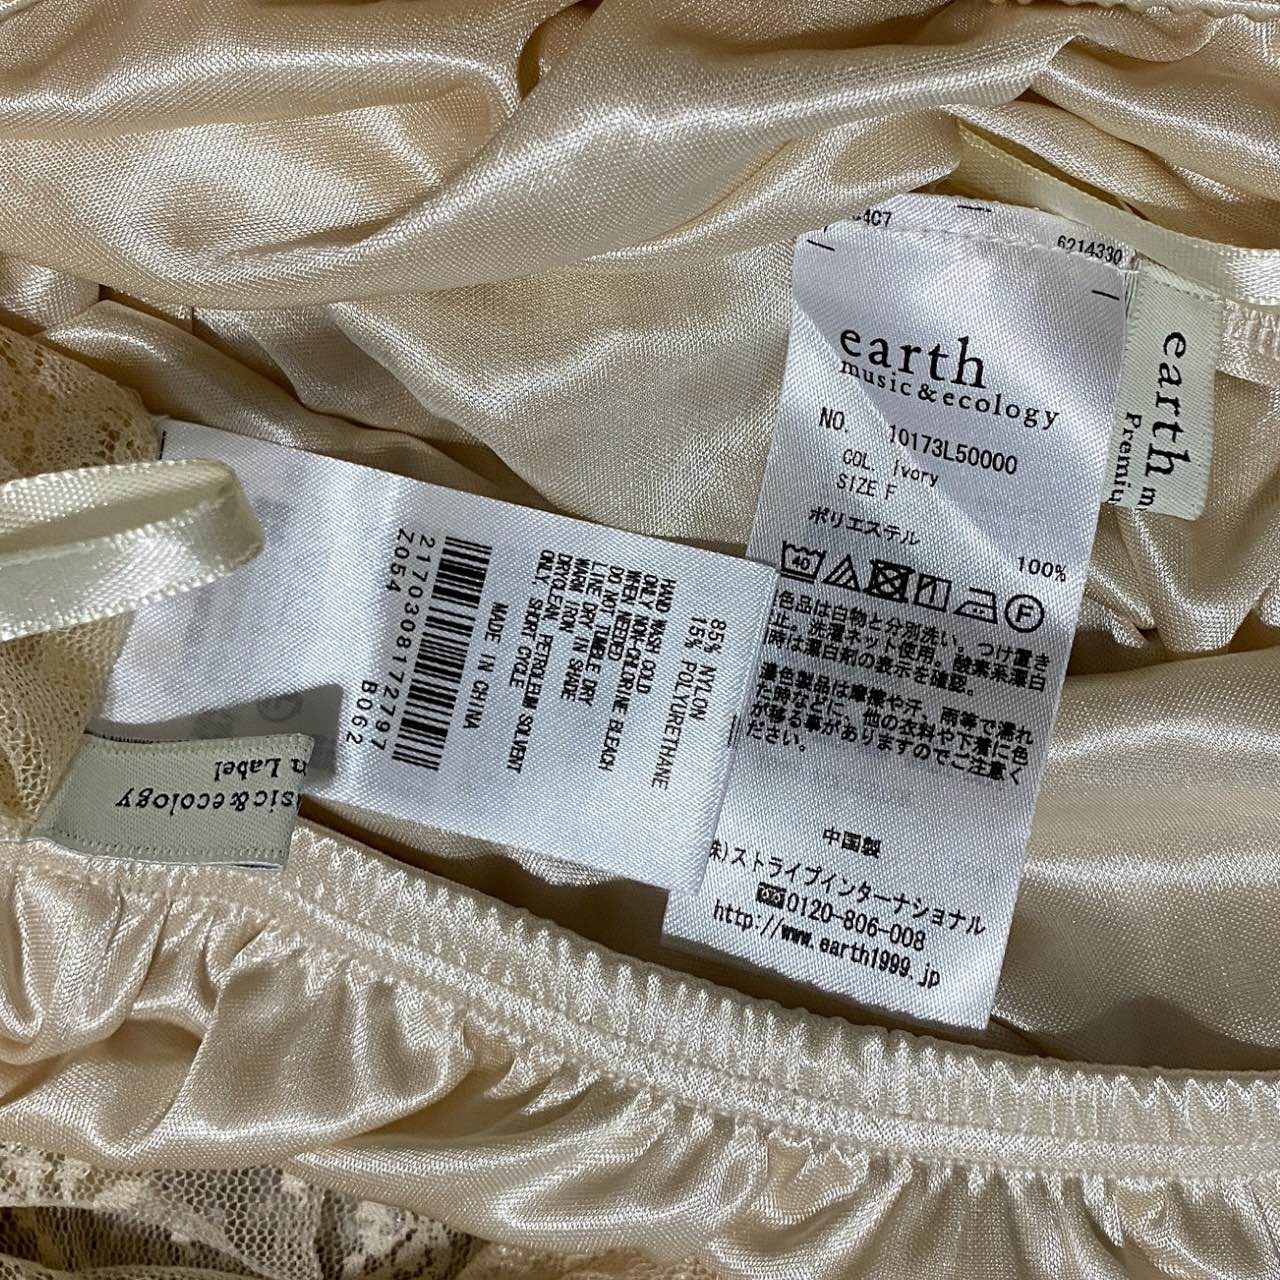 4C7
6214330
earth
music&ecology
NO. 10173L50000
COL. ivory
SIZE F
ポリエステル 100%
40
F
色品は白物と分別洗い。つけ置き
止。洗濯ネット使用。酸素系漂白
時は漂白剤の表示を確認。
濃色製品は摩擦や汗、雨等で濡れ
た時などに、他の衣料や下着に色
が移る事がありますのでご注意く
ださい。
中国製
株)ストライプインターナショナル
0120-806-008
http://www.earth1999.jp
earth
m
Premiu
85% NYLON
15% POLYURETHANE
HAND WASH COLD
ONLY NON-CHLORINE BLEACH
WHEN NEEDED
DO NOT TUMBLE DRY
LINE DRY IN SHADE
WARM IRON
DRYCLEAN, PETROLEUM SOLVENT
ONLY SHORT CYCLE
MADE IN CHINA
2170308172797
Z054 B062
sic&ecology
n Label